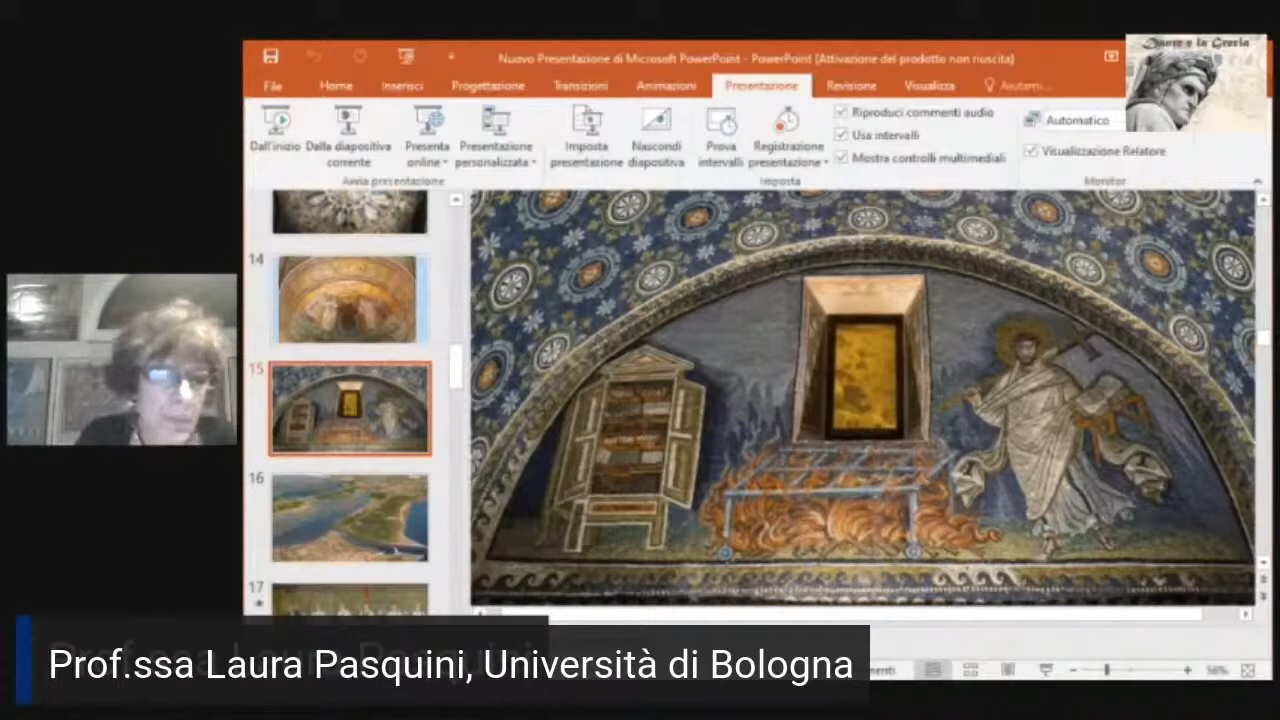 Nuovo Presentazione di Microsoft PowerPoint - PowerPoint (Attivazione del prodotto non riuscita)
Dante e la Grecia
File Home Inserisci Progettazione Transizioni Animazioni Presentazione Revisione Visualizza
Riproduci commenti audio
Automatico
Usa intervalli
Dall'inizio Dalla diapositiva corrente Presenta online Presentazione personalizzata Imposta presentazione Nascondi diapositiva Prova intervalli Registrazione presentazione
Mostra controlli multimediali
Visualizzazione Relatore
Avvia presentazione Imposta Monitor
14
15
16
17
Prof.ssa Laura Pasquini, Università di Bologna
56%